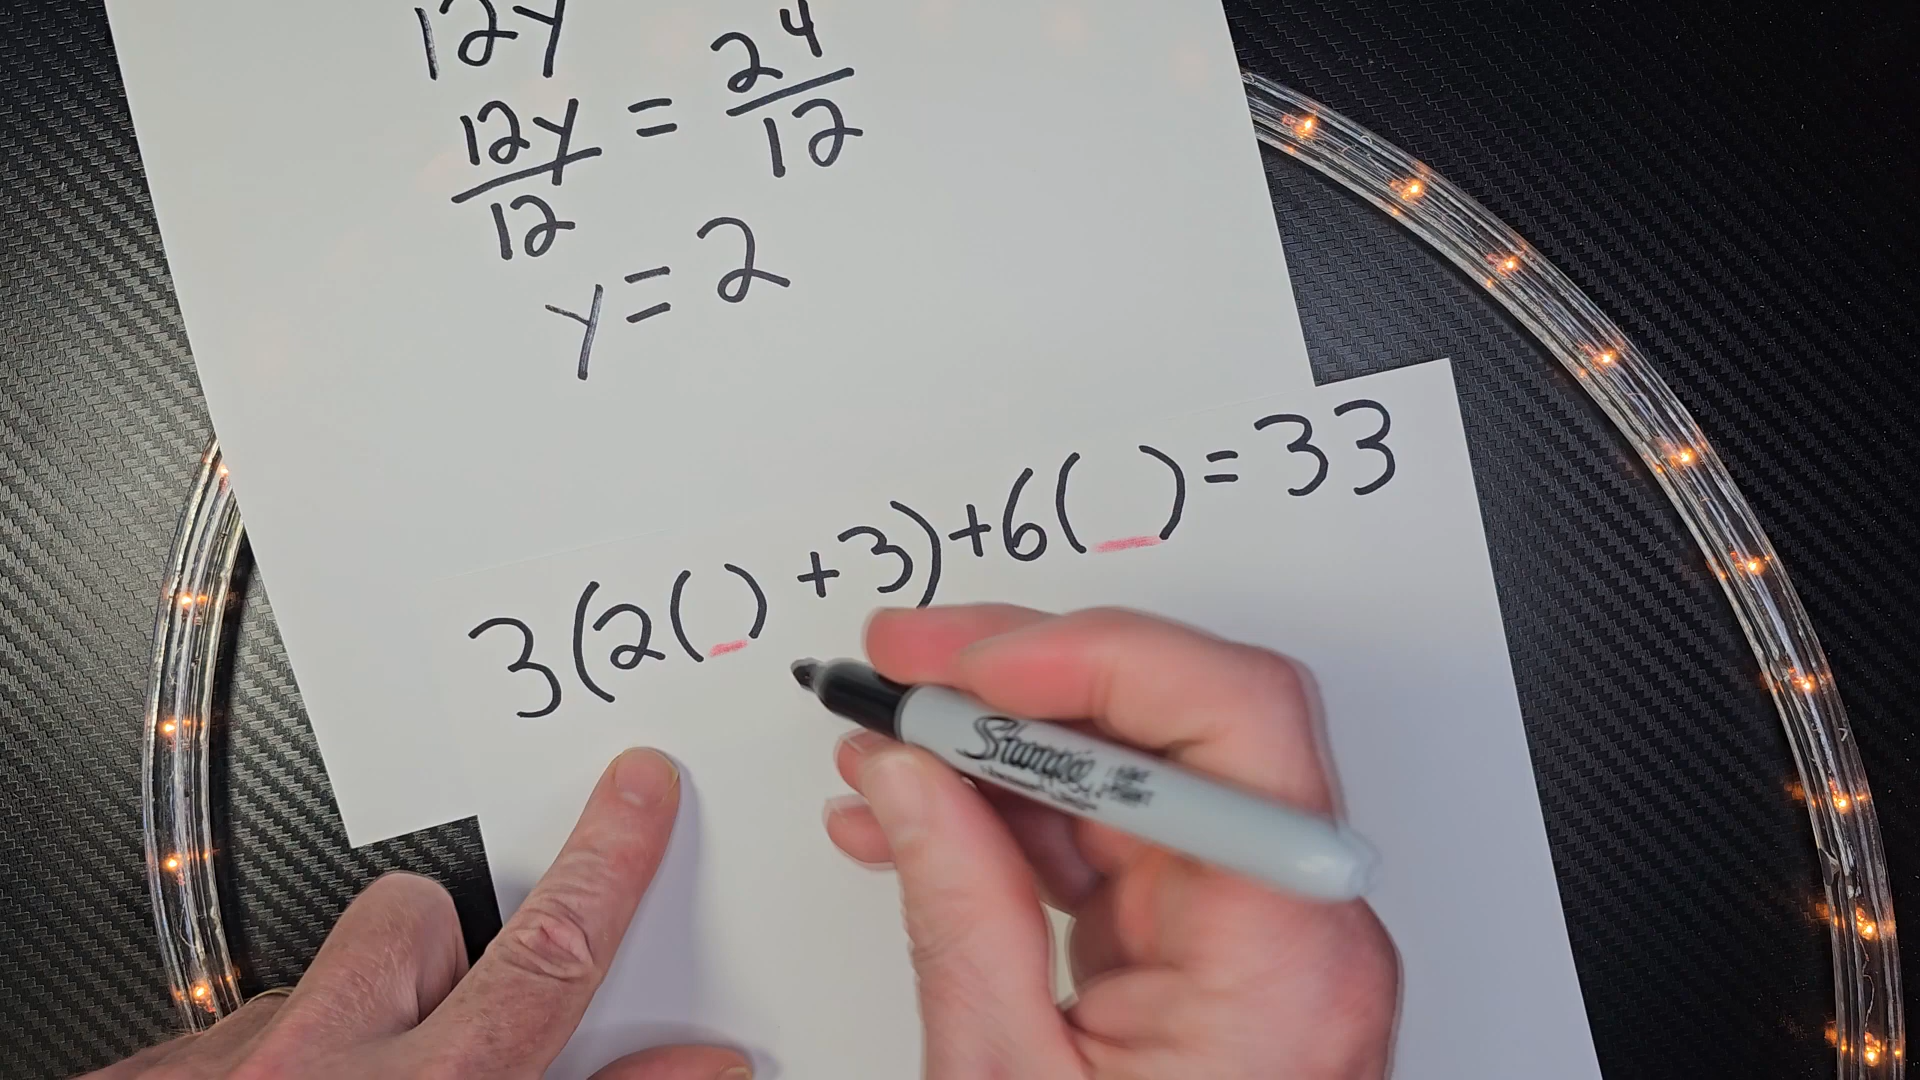 12y
12y/12 = 24/12
y = 2
3(2( ) + 3) + 6( ) = 33
Sharpie